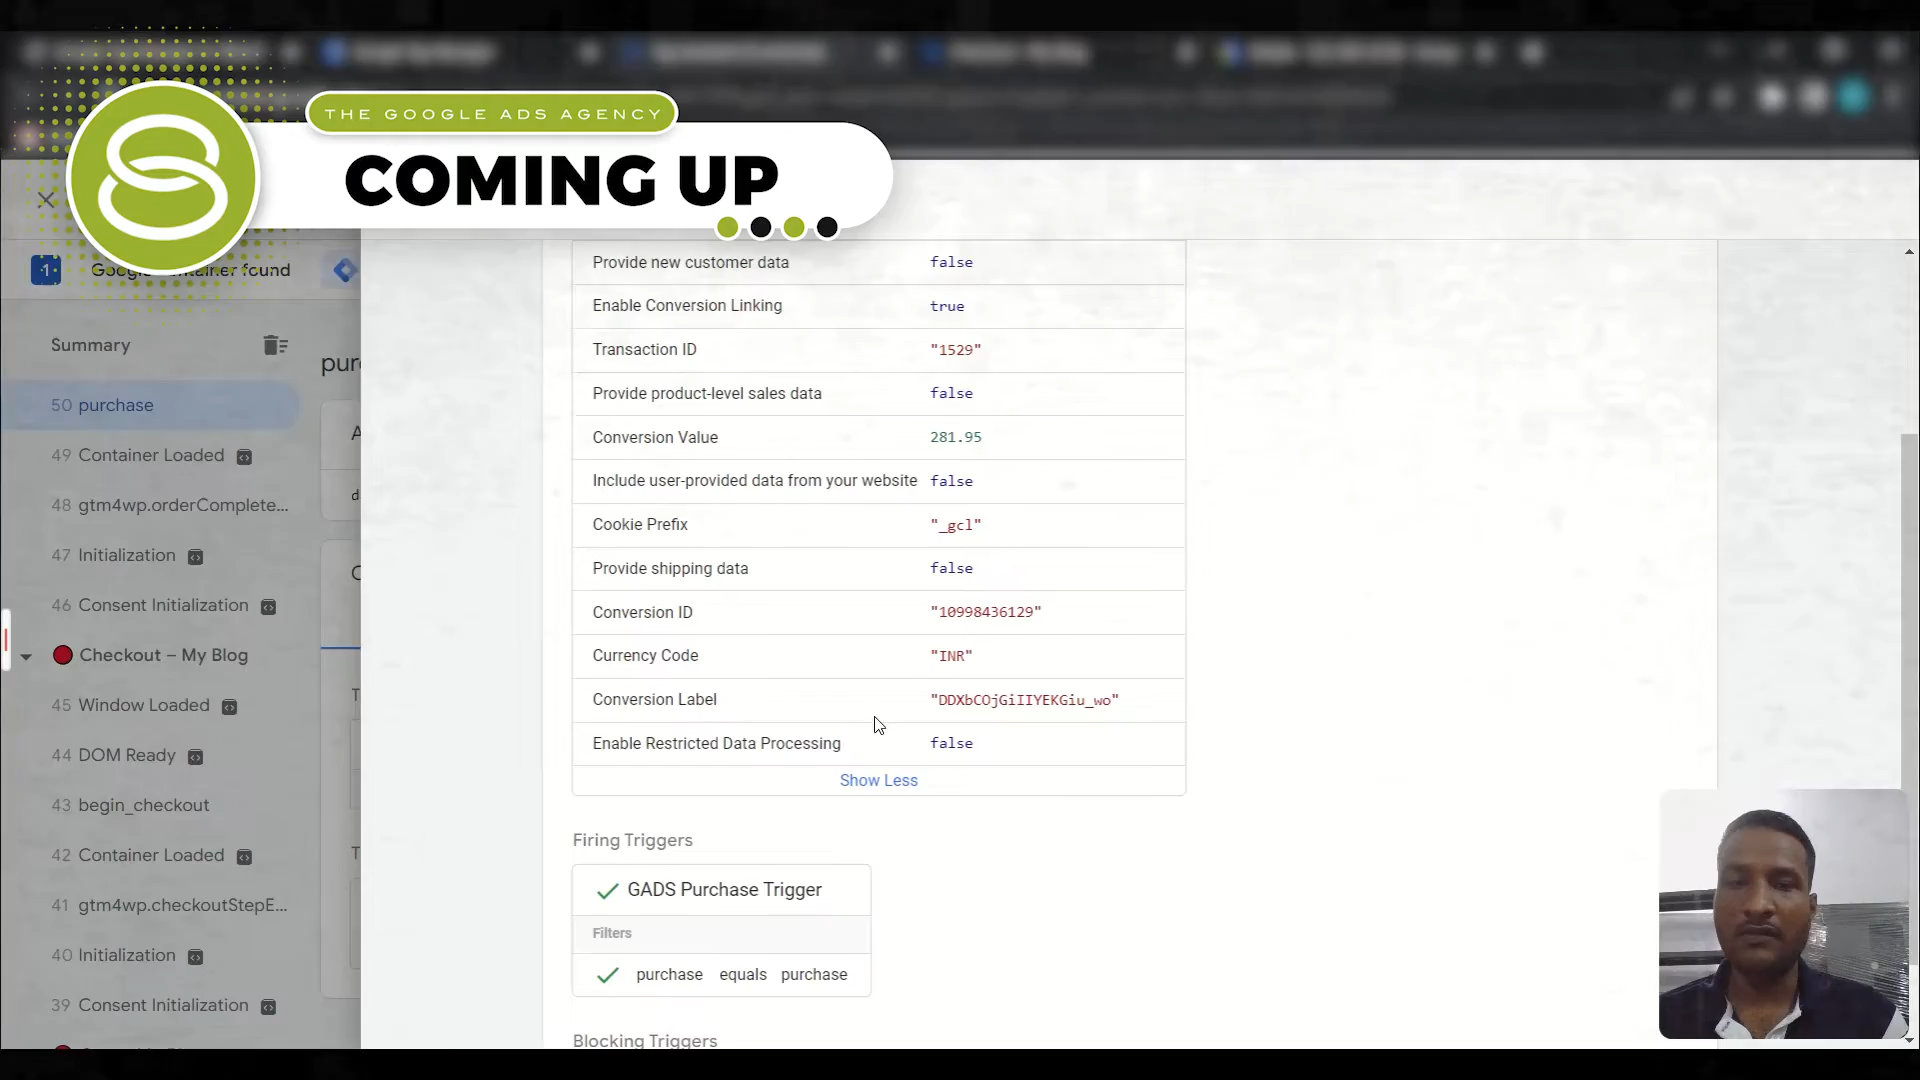 THE GOOGLE ADS AGENCY
COMING UP
1
container found
Summary
50 purchase
49 Container Loaded
48 gtm4wp.orderComplete...
47 Initialization
46 Consent Initialization
Checkout – My Blog
45 Window Loaded
44 DOM Ready
43 begin_checkout
42 Container Loaded
41 gtm4wp.checkoutStepE...
40 Initialization
39 Consent Initialization
Provide new customer data false
Enable Conversion Linking true
Transaction ID "1529"
Provide product-level sales data false
Conversion Value 281.95
Include user-provided data from your website false
Cookie Prefix "_gcl"
Provide shipping data false
Conversion ID "10998436129"
Currency Code "INR"
Conversion Label "DDXbCOjGiIIYEKGiu_wo"
Enable Restricted Data Processing false
Show Less
Firing Triggers
GADS Purchase Trigger
Filters
purchase equals purchase
Blocking Triggers